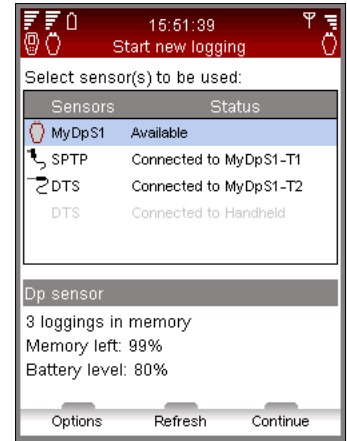 15:51:39
Start new logging
Select sensor(s) to be used:
Sensors Status
MyDpS1 Available
SPTP Connected to MyDpS1-T1
DTS Connected to MyDpS1-T2
DTS Connected to Handheld
Dp sensor
3 loggings in memory
Memory left: 99%
Battery level: 80%
Options Refresh Continue